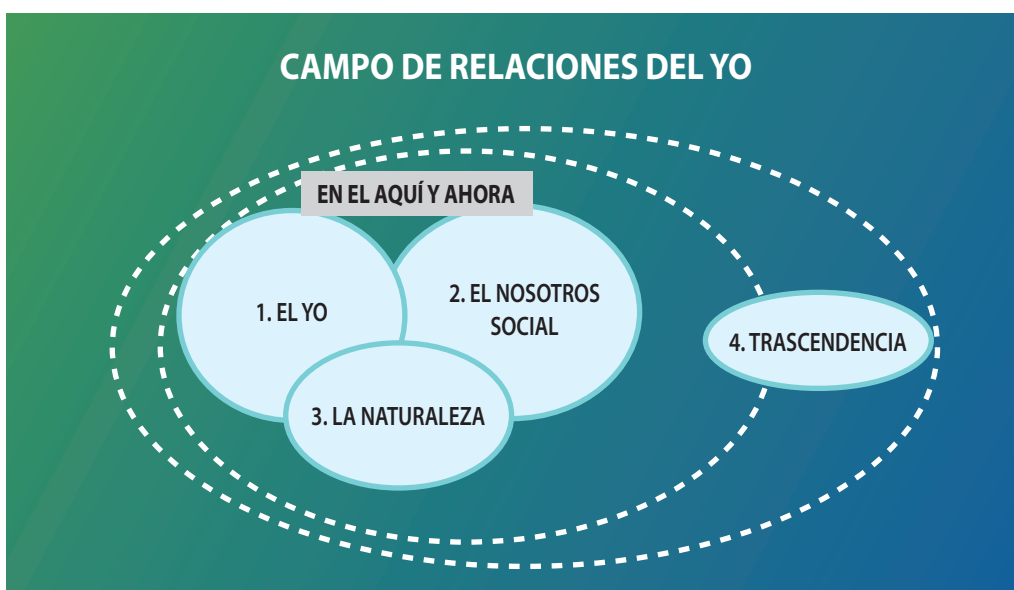 CAMPO DE RELACIONES DEL YO
EN EL AQUÍ Y AHORA
1. EL YO
2. EL NOSOTROS
SOCIAL
3. LA NATURALEZA
4. TRASCENDENCIA